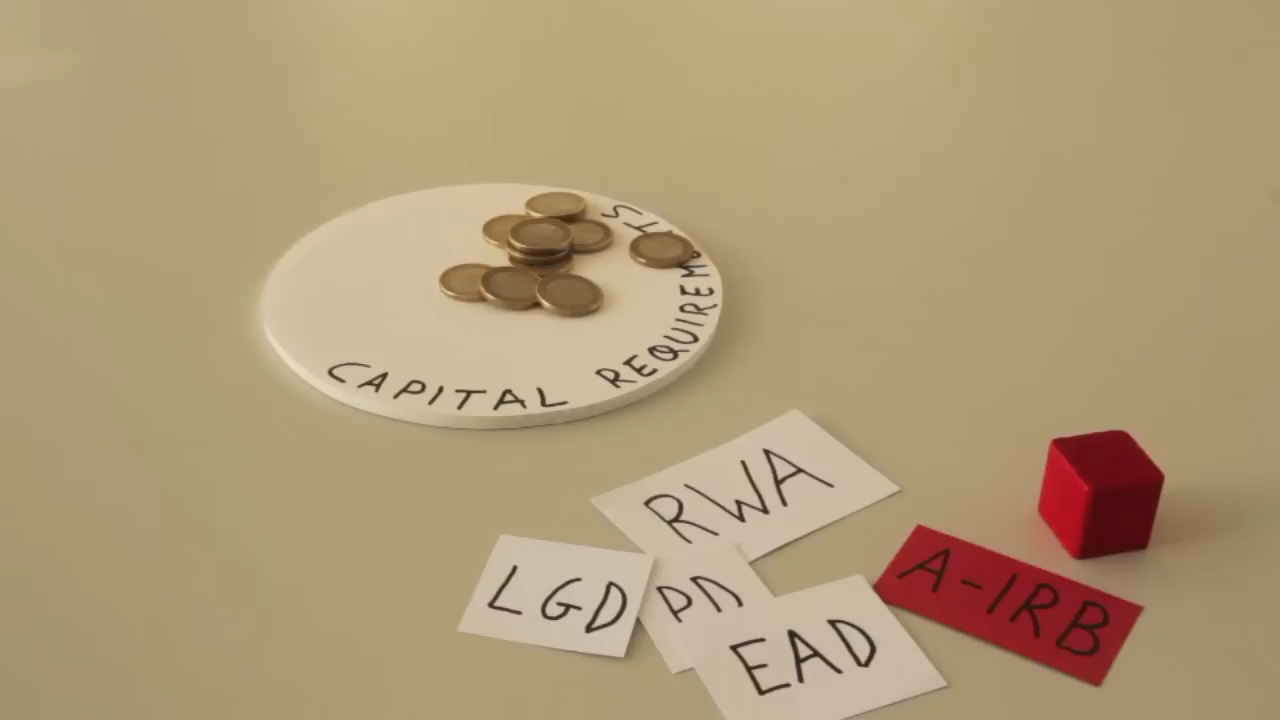 CAPITAL REQUIREMENTS
RWA
LGD
PD
EAD
A-IRB